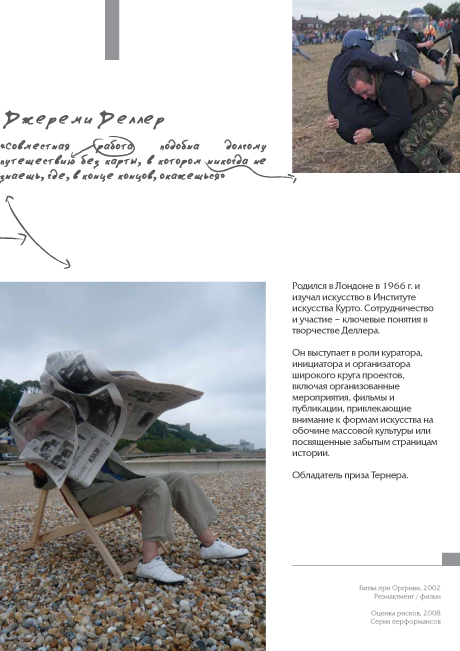 Джереми Деллер
«Совместная работа подобна долгому
путешествию без карты, в котором никогда не
знаешь, где, в конце концов, окажешься»
Родился в Лондоне в 1966 г. и
изучал искусство в Институте
искусства Курто. Сотрудничество
и участие – ключевые понятия в
творчестве Деллера.
Он выступает в роли куратора,
инициатора и организатора
широкого круга проектов,
включая организованные
мероприятия, фильмы и
публикации, привлекающие
внимание к формам искусства на
обочине массовой культуры или
посвященные забытым страницам
истории.
Обладатель приза Тернера.
Битва при Оргриве, 2002
Реэнактмент / фильм
Оценка рисков, 2008
Серия перформансов